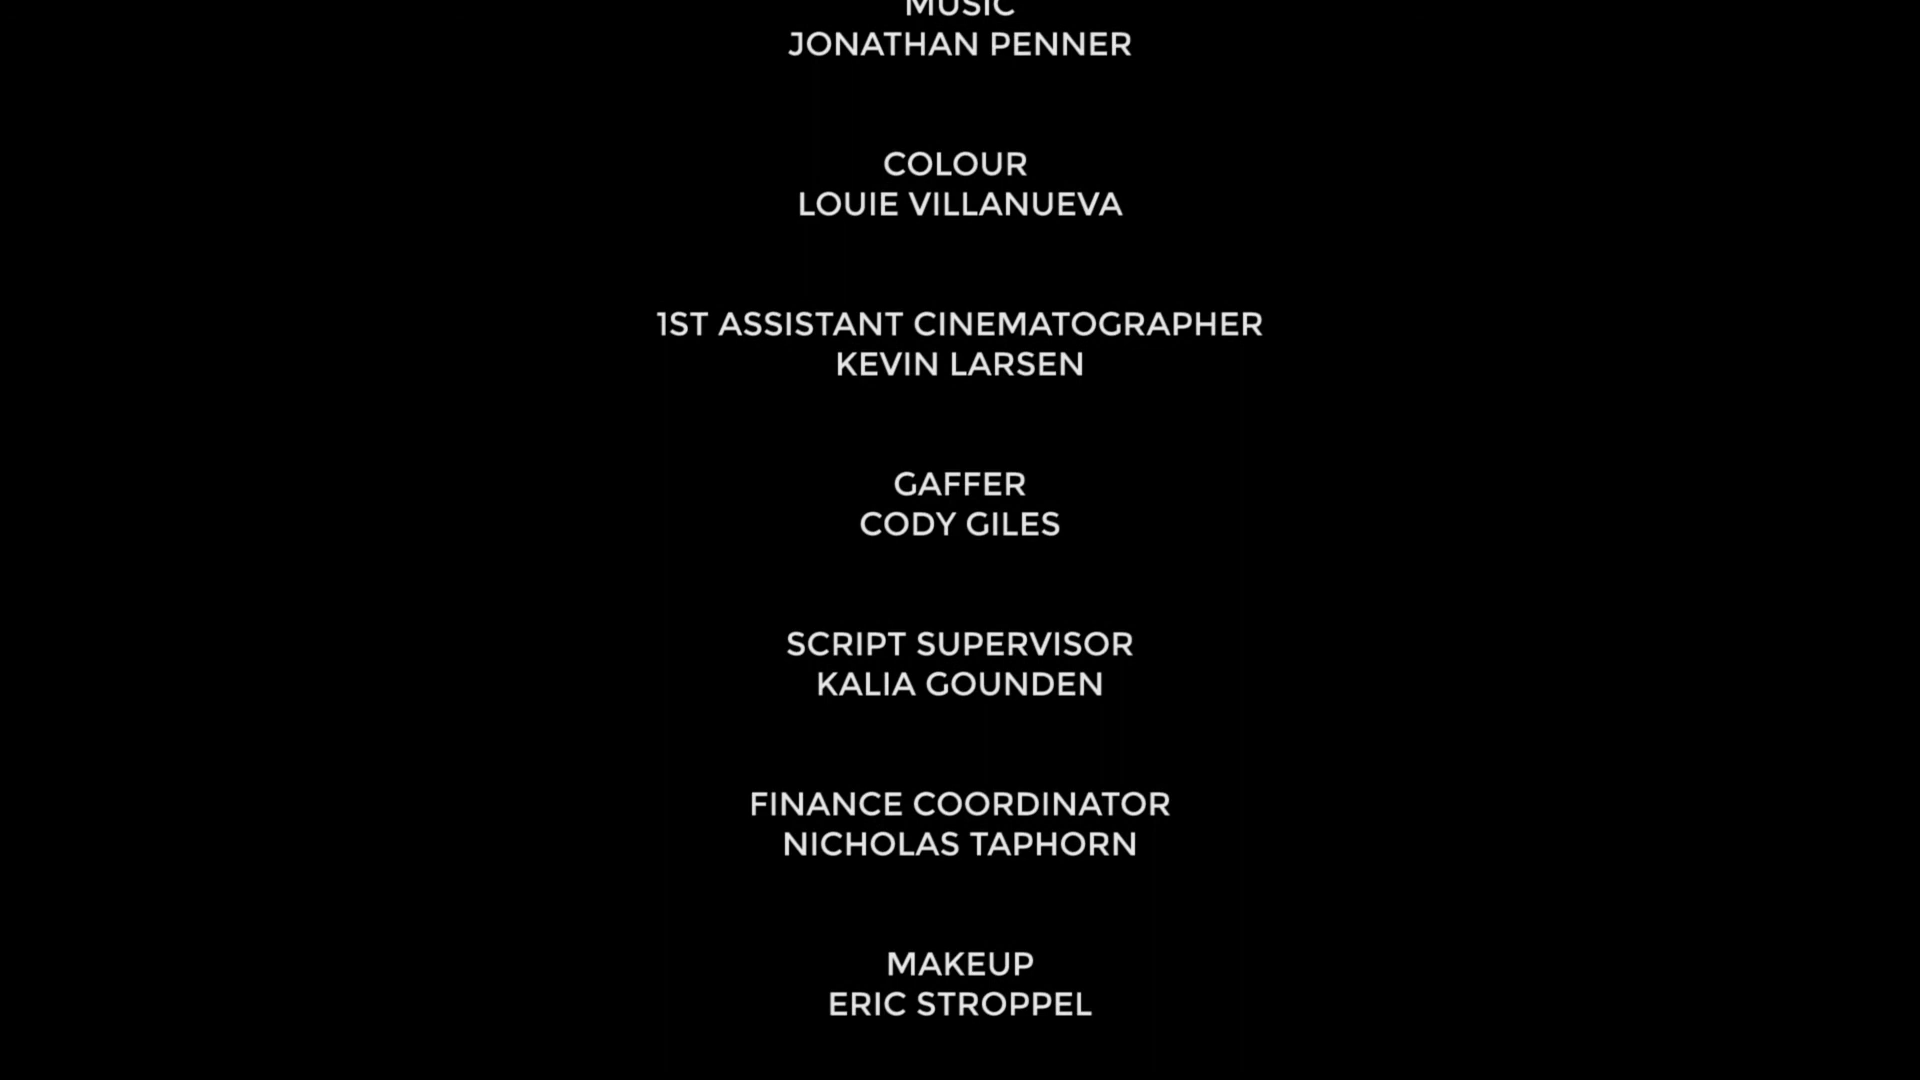 MUSIC
JONATHAN PENNER
COLOUR
LOUIE VILLANUEVA
1ST ASSISTANT CINEMATOGRAPHER
KEVIN LARSEN
GAFFER
CODY GILES
SCRIPT SUPERVISOR
KALIA GOUNDEN
FINANCE COORDINATOR
NICHOLAS TAPHORN
MAKEUP
ERIC STROPPEL